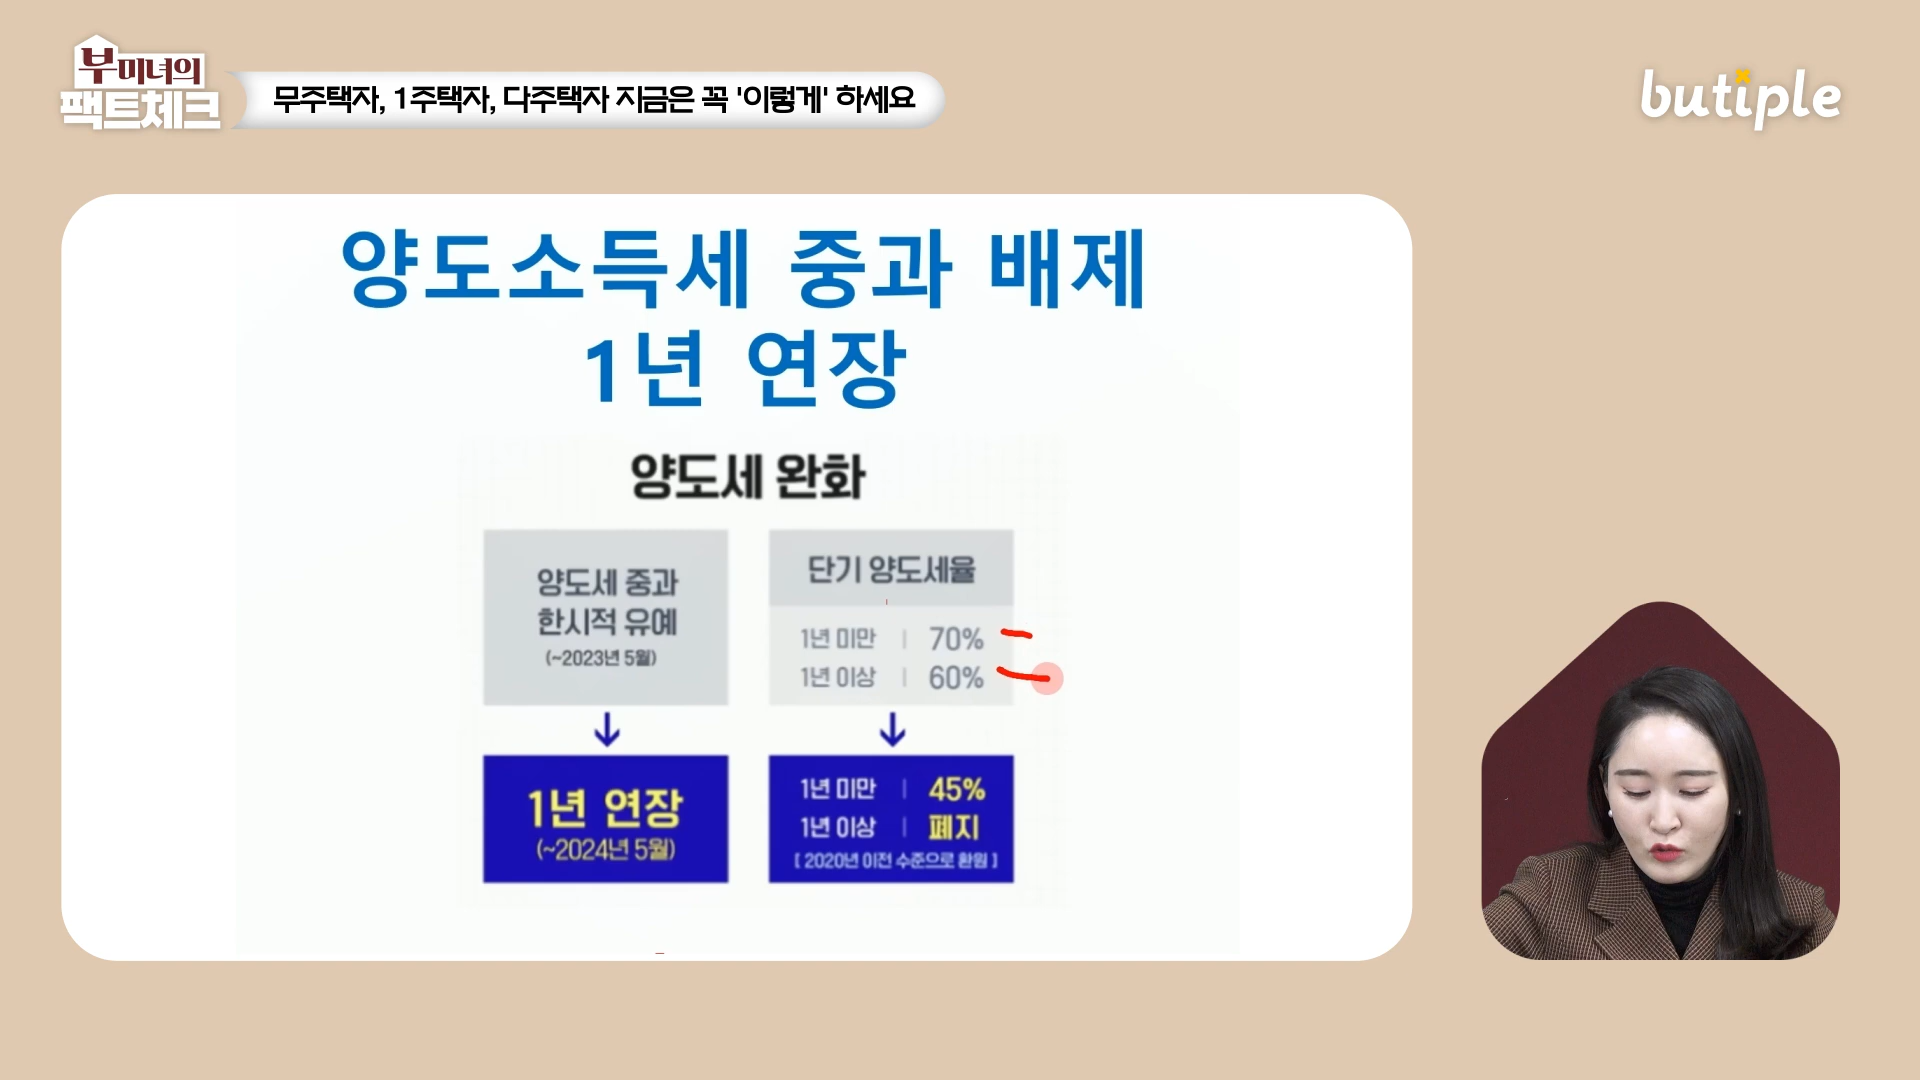 부미녀의
팩트체크
무주택자, 1주택자, 다주택자 지금은 꼭 '이렇게' 하세요
butiple
양도소득세 중과 배제
1년 연장
양도세 완화
양도세 중과
한시적 유예
(~2023년 5월)
단기 양도세율
1년 미만 | 70%
1년 이상 | 60%
1년 연장
(~2024년 5월)
1년 미만 | 45%
1년 이상 | 폐지
[ 2020년 이전 수준으로 환원 ]